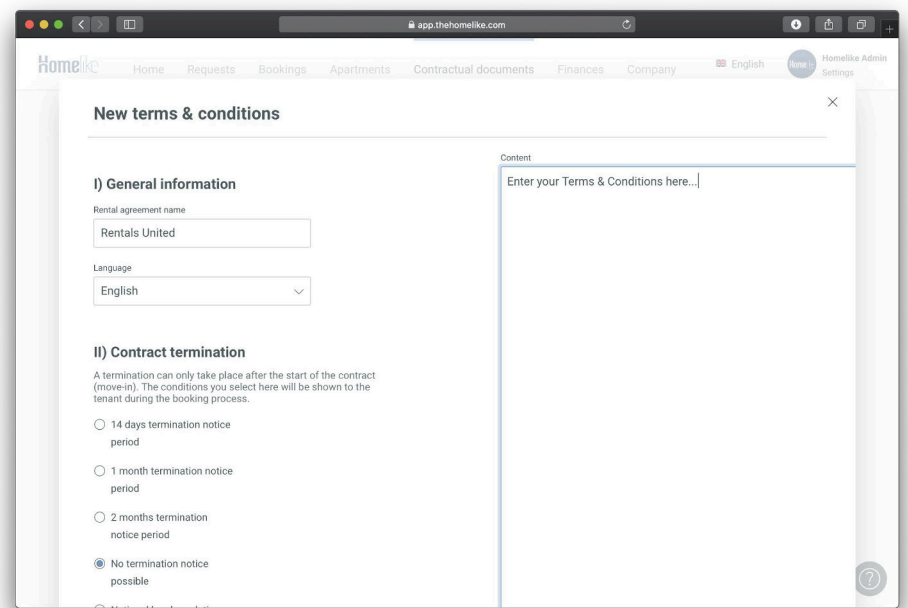 app.thehomelike.com
Homelike Home Requests Bookings Apartments Contractual documents Finances Company English Homelike Admin
Settings
New terms & conditions
Content
Enter your Terms & Conditions here...
I) General information
Rental agreement name
Rentals United
Language
English
II) Contract termination
A termination can only take place after the start of the contract
(move-in). The conditions you select here will be shown to the
tenant during the booking process.
14 days termination notice
period
1 month termination notice
period
2 months termination
notice period
No termination notice
possible